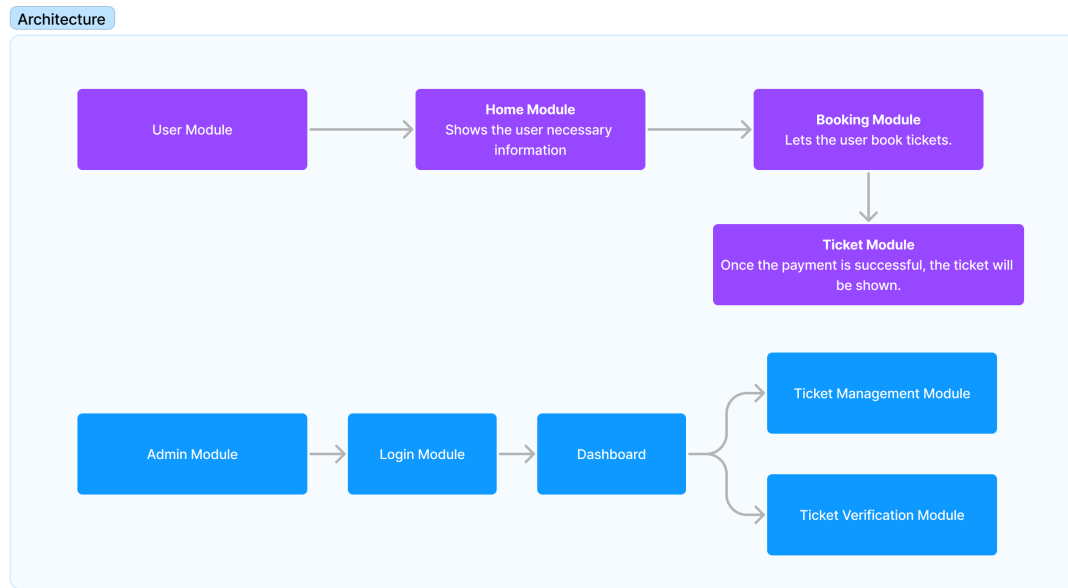 Architecture
User Module
Home Module
Shows the user necessary
information
Booking Module
Lets the user book tickets.
Ticket Module
Once the payment is successful, the ticket will
be shown.
Ticket Management Module
Admin Module
Login Module
Dashboard
Ticket Verification Module